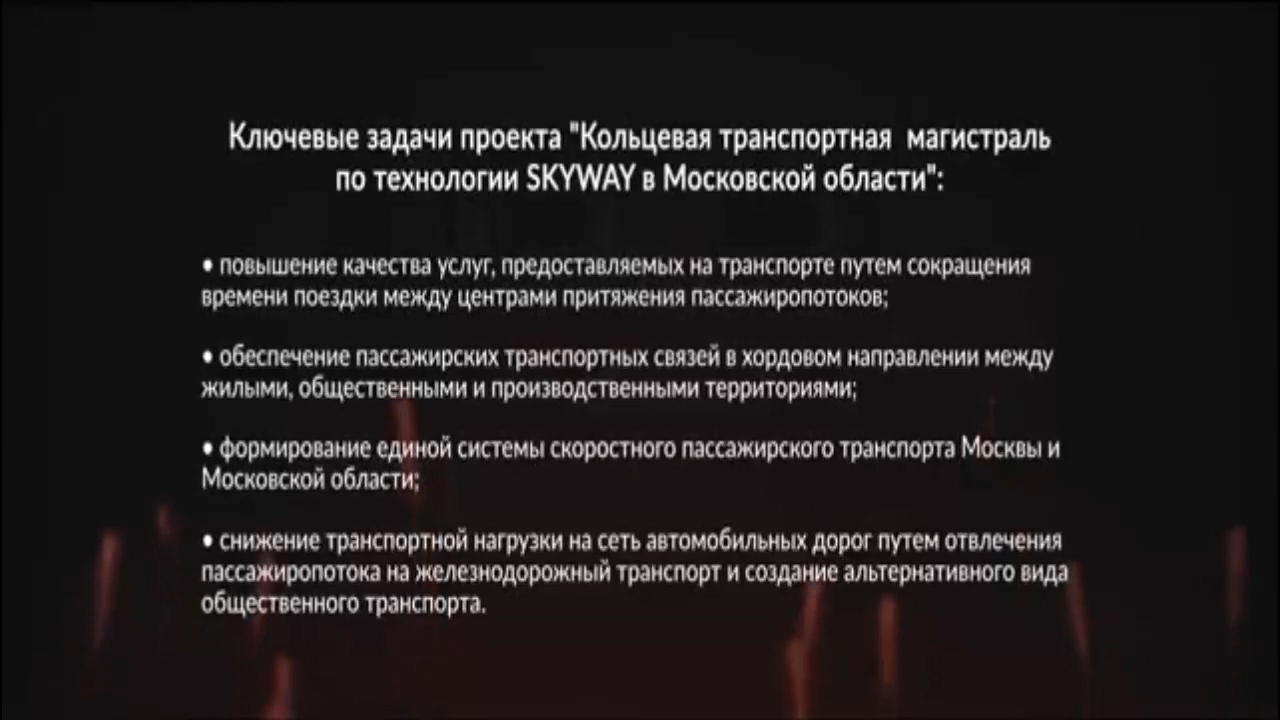 Ключевые задачи проекта "Кольцевая транспортная  магистраль
по технологии SKYWAY в Московской области":
• повышение качества услуг, предоставляемых на транспорте путем сокращения
времени поездки между центрами притяжения пассажиропотоков;
• обеспечение пассажирских транспортных связей в хордовом направлении между
жилыми, общественными и производственными территориями;
• формирование единой системы скоростного пассажирского транспорта Москвы и
Московской области;
• снижение транспортной нагрузки на сеть автомобильных дорог путем отвлечения
пассажиропотока на железнодорожный транспорт и создание альтернативного вида
общественного транспорта.